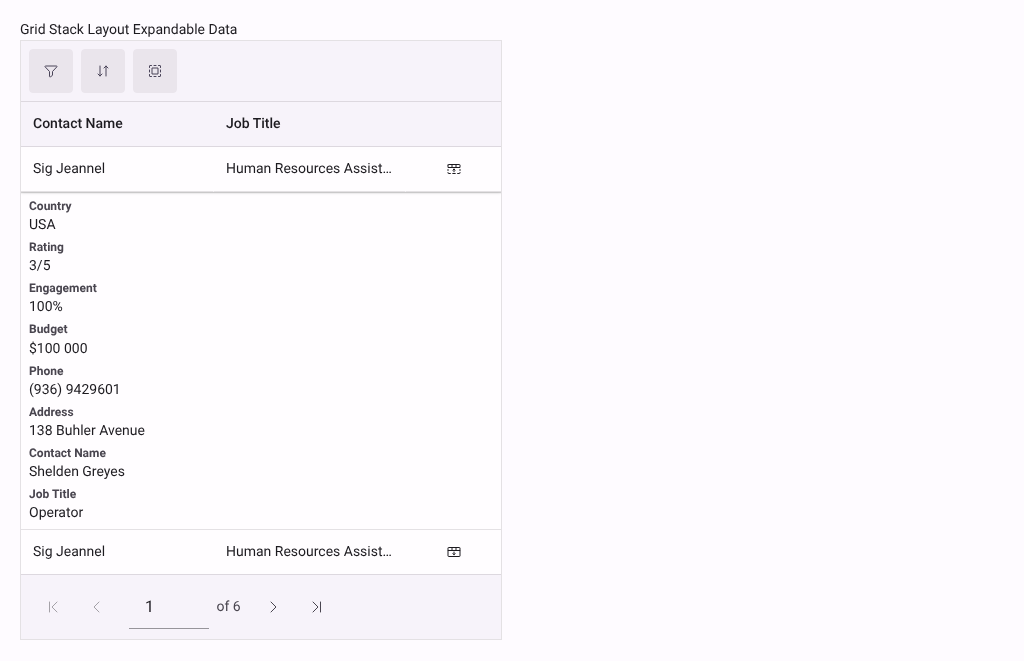 Grid Stack Layout Expandable Data
Contact Name Job Title
Sig Jeannel Human Resources Assist...
Country
USA
Rating
3/5
Engagement
100%
Budget
$100 000
Phone
(936) 9429601
Address
138 Buhler Avenue
Contact Name
Shelden Greyes
Job Title
Operator
Sig Jeannel Human Resources Assist...
1 of 6